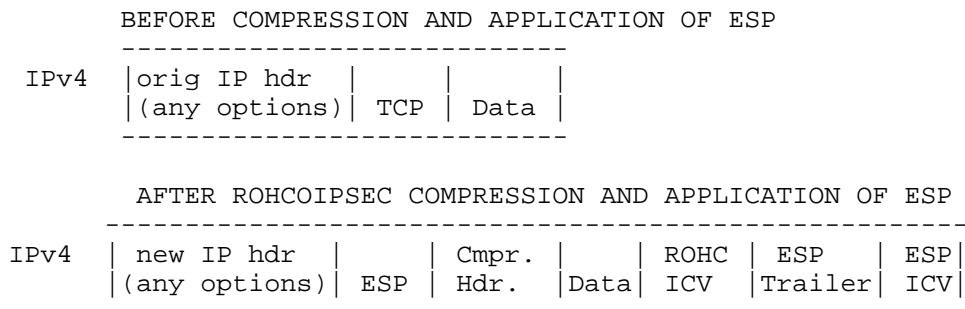 BEFORE COMPRESSION AND APPLICATION OF ESP
----------------------------
IPv4 |orig IP hdr | | |
|(any options)| TCP | Data |
----------------------------
AFTER ROHCOIPSEC COMPRESSION AND APPLICATION OF ESP
------------------------------------------------------
IPv4 | new IP hdr | | Cmpr. | | ROHC | ESP | ESP|
|(any options)| ESP | Hdr. |Data| ICV |Trailer| ICV|